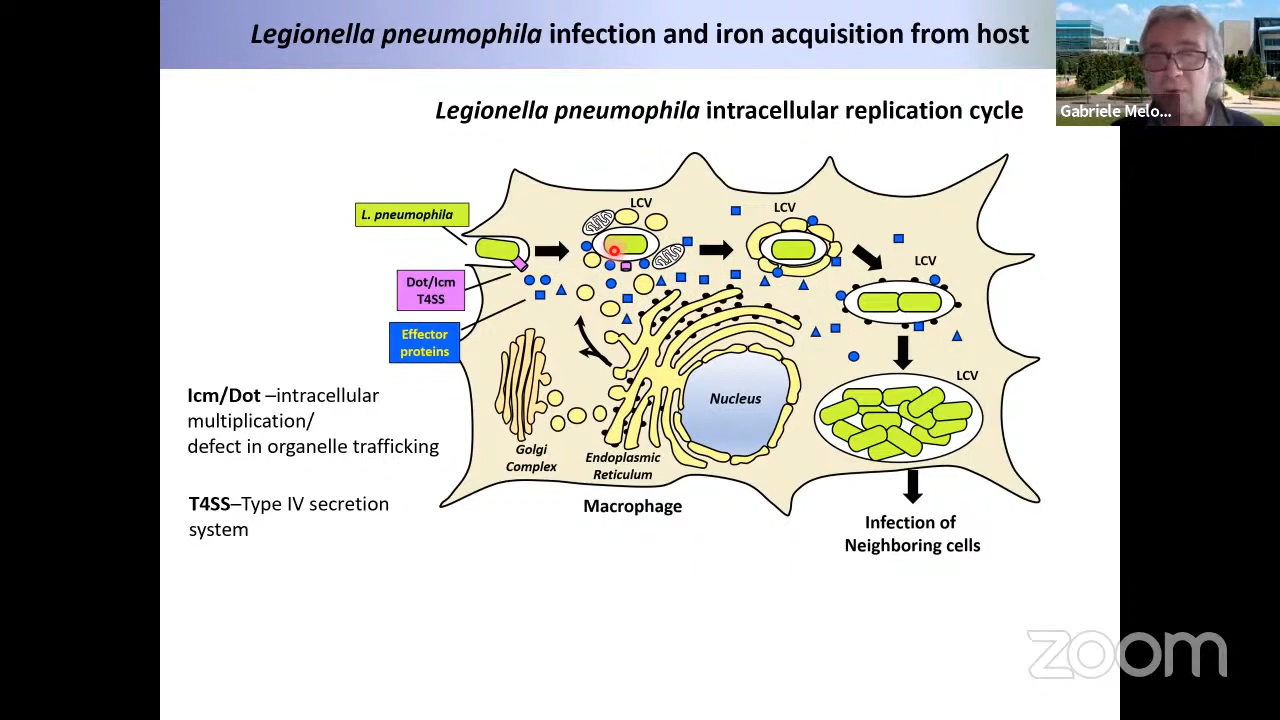 Legionella pneumophila infection and iron acquisition from host
Gabriele Melo...
Legionella pneumophila intracellular replication cycle
LCV
LCV
L. pneumophila
LCV
Dot/Icm
T4SS
Effector
proteins
LCV
Icm/Dot –intracellular
multiplication/
defect in organelle trafficking
Nucleus
Golgi
Complex
Endoplasmic
Reticulum
T4SS–Type IV secretion
system
Macrophage
Infection of
Neighboring cells
zoom